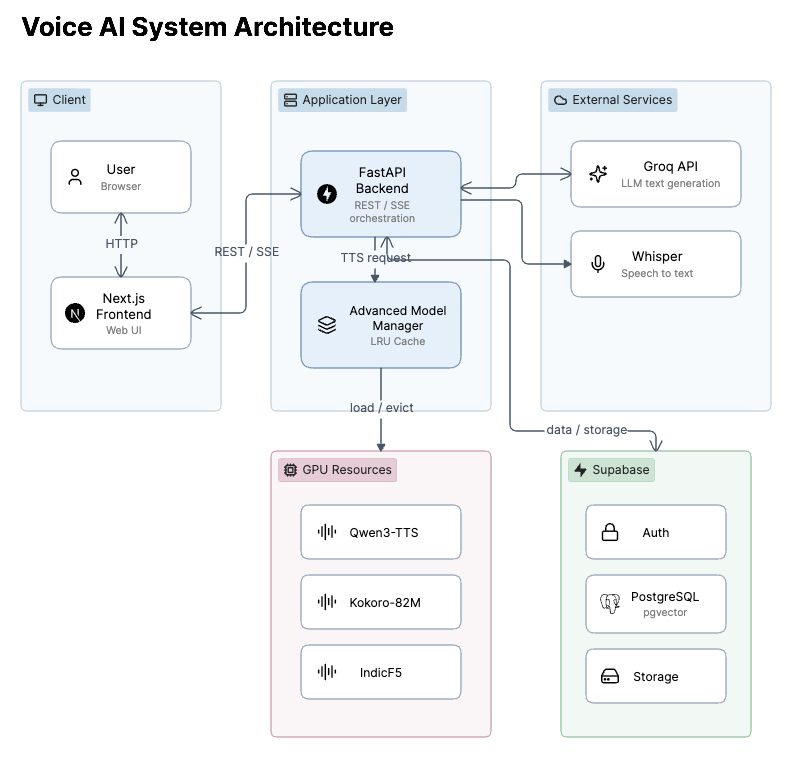 Voice AI System Architecture
Client
User
Browser
HTTP
Next.js
Frontend
Web UI
REST / SSE
Application Layer
FastAPI
Backend
REST / SSE
orchestration
TTS request
Advanced Model
Manager
LRU Cache
load / evict
External Services
Groq API
LLM text generation
Whisper
Speech to text
data / storage
GPU Resources
Qwen3-TTS
Kokoro-82M
IndicF5
Supabase
Auth
PostgreSQL
pgvector
Storage